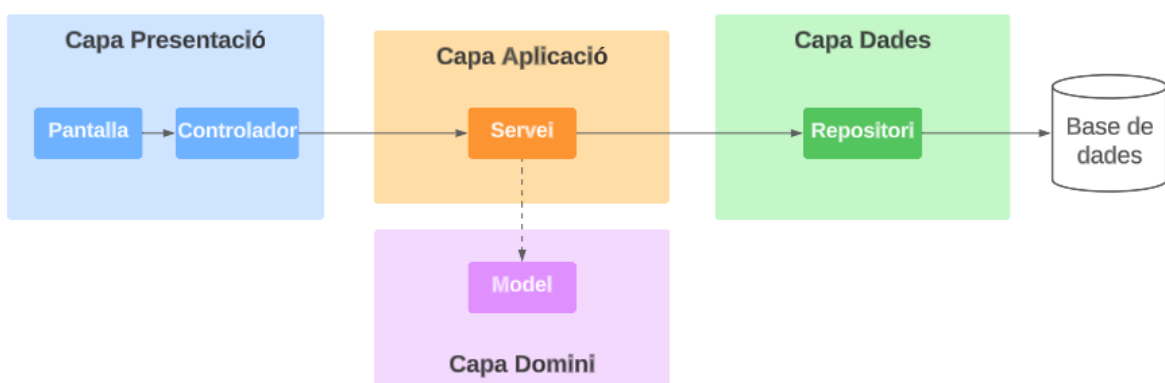 Capa Presentació
Capa Aplicació
Capa Dades
Pantalla
Controlador
Servei
Repositori
Base de
dades
Model
Capa Domini